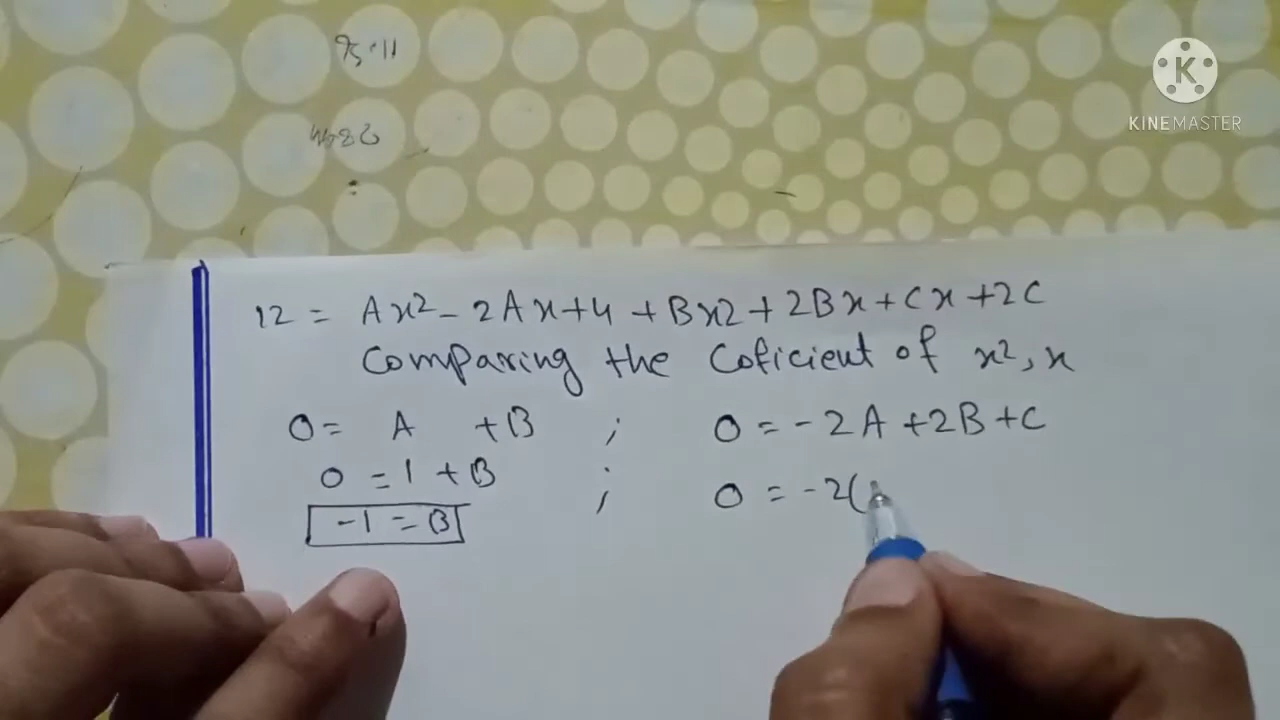 KINEMASTER
12 = Ax2 - 2Ax+4 + Bx2 + 2Bx + Cx + 2C
Comparing the Coficient of x2, x
0 = A + B ; 0 = -2A + 2B + C
0 = 1 + B ; 0 = -2(
-1 = B